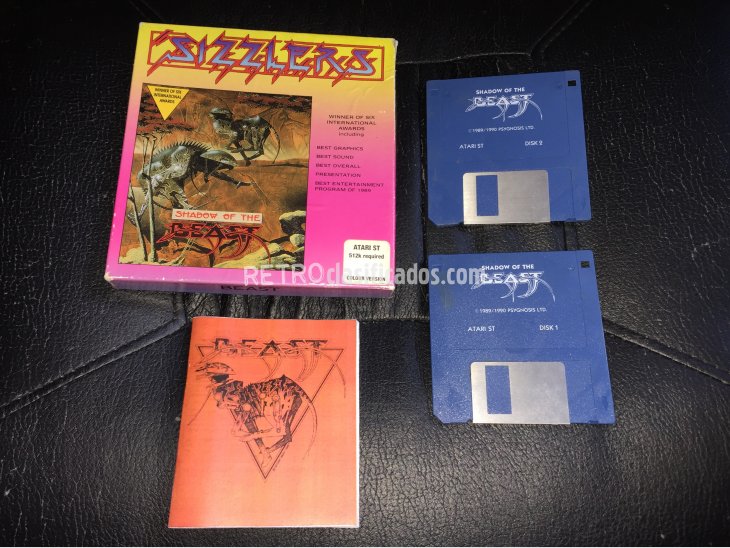 SIZZLERS
WINNER OF SIX
INTERNATIONAL
AWARDS
WINNER OF SIX
INTERNATIONAL
AWARDS
including
BEST GRAPHICS
BEST SOUND
BEST OVERALL
PRESENTATION
BEST ENTERTAINMENT
PROGRAM OF 1989
SHADOW OF THE
BEAST
ATARI ST
512k required
COLOUR VERSION
BEAST
RETROclasificados.com
SHADOW OF THE
BEAST
© 1989/1990 PSYGNOSIS LTD.
ATARI ST DISK 2
SHADOW OF THE
BEAST
© 1989/1990 PSYGNOSIS LTD.
ATARI ST DISK 1
BEAST